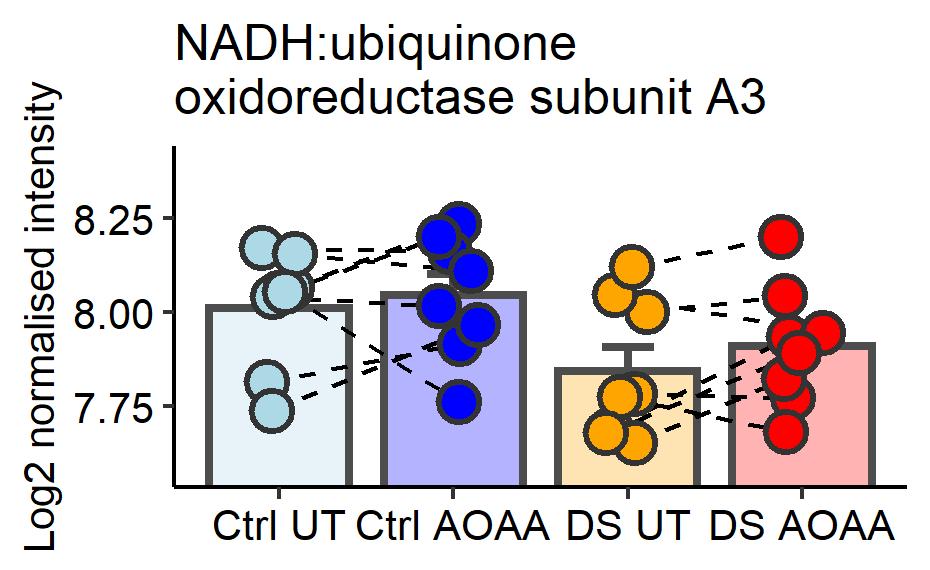 NADH:ubiquinone
oxidoreductase subunit A3
Log2 normalised intensity
8.25
8.00
7.75
Ctrl UT Ctrl AOAA DS UT DS AOAA